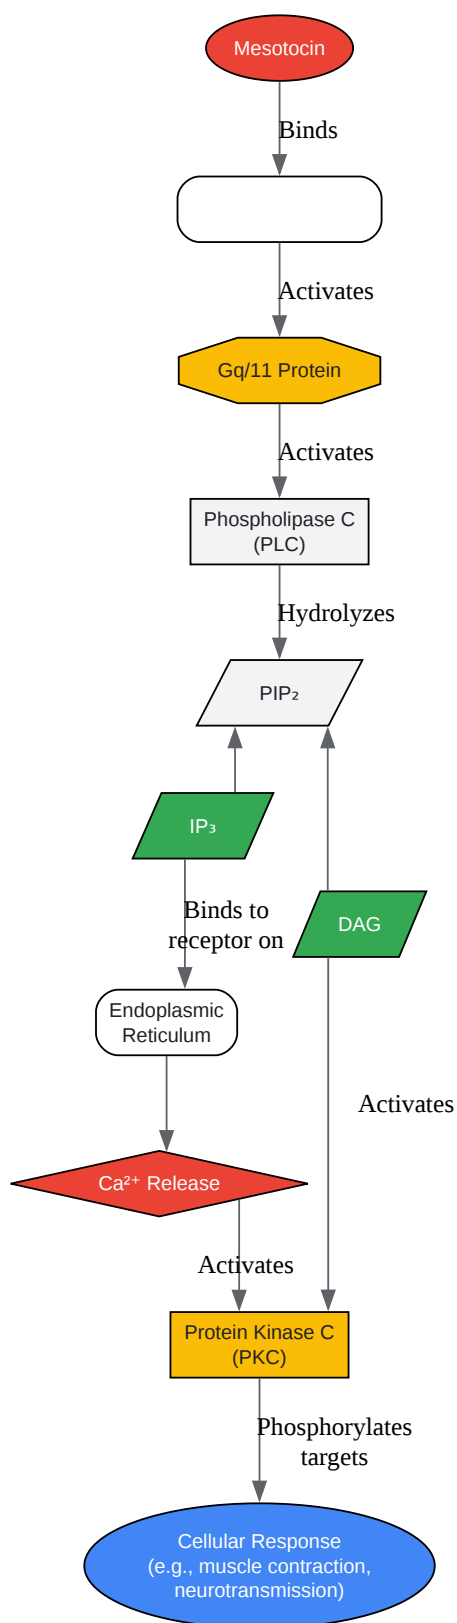 Mesotocin
Binds
Activates
Gq/11 Protein
Activates
Phospholipase C
(PLC)
Hydrolyzes
PIP₂
IP₃
Binds to
receptor on
DAG
Endoplasmic
Reticulum
Activates
Ca²⁺ Release
Activates
Protein Kinase C
(PKC)
Phosphorylates
targets
Cellular Response
(e.g., muscle contraction,
neurotransmission)